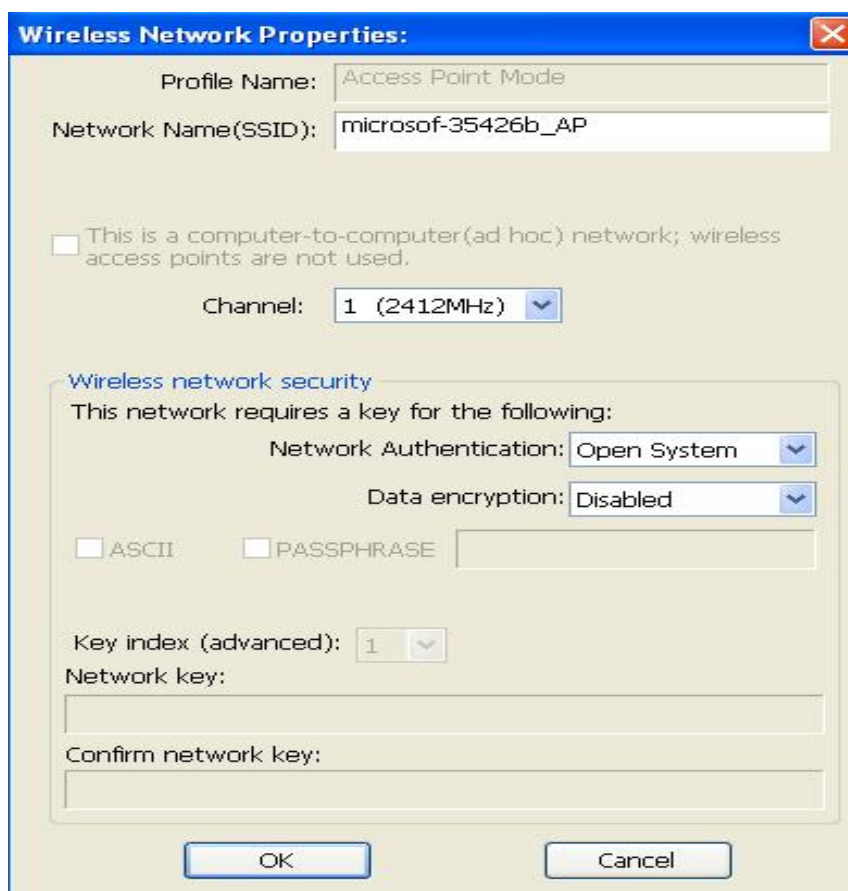 Wireless Network Properties:
Profile Name: Access Point Mode
Network Name(SSID): microsof-35426b_AP
This is a computer-to-computer(ad hoc) network; wireless
access points are not used.
Channel: 1 (2412MHz)
Wireless network security
This network requires a key for the following:
Network Authentication: Open System
Data encryption: Disabled
ASCII PASSPHRASE
Key index (advanced): 1
Network key:
Confirm network key:
OK Cancel